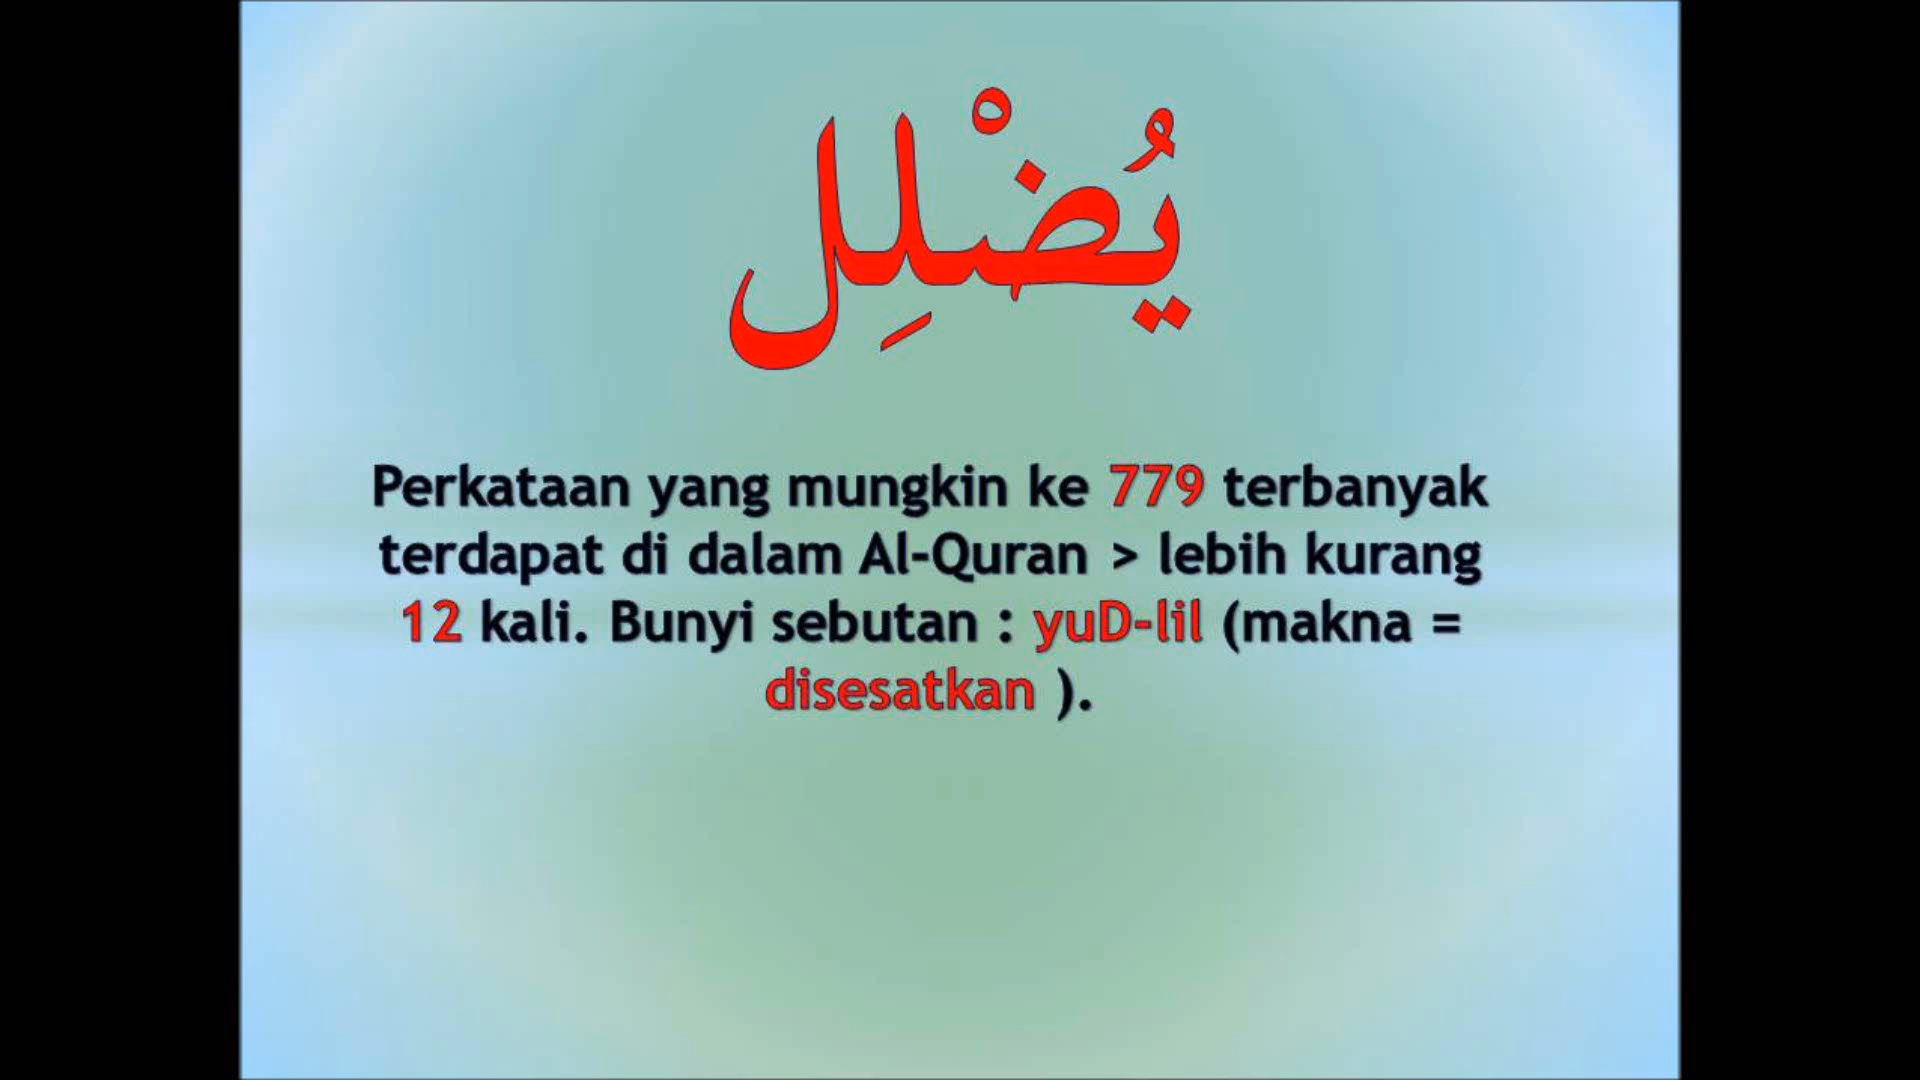 يُضْلِل
Perkataan yang mungkin ke 779 terbanyak
terdapat di dalam Al-Quran > lebih kurang
12 kali. Bunyi sebutan : yuD-lil (makna =
disesatkan ).